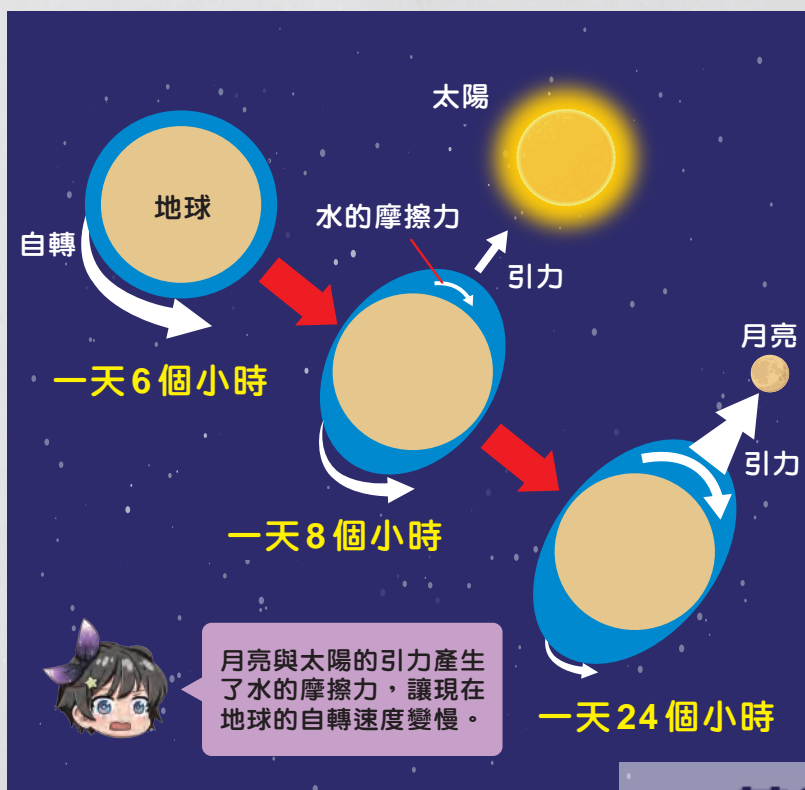 太陽
地球
自轉
水的摩擦力
引力
一天6個小時
月亮
引力
一天8個小時
月亮與太陽的引力產生
了水的摩擦力，讓現在
地球的自轉速度變慢。
一天24個小時